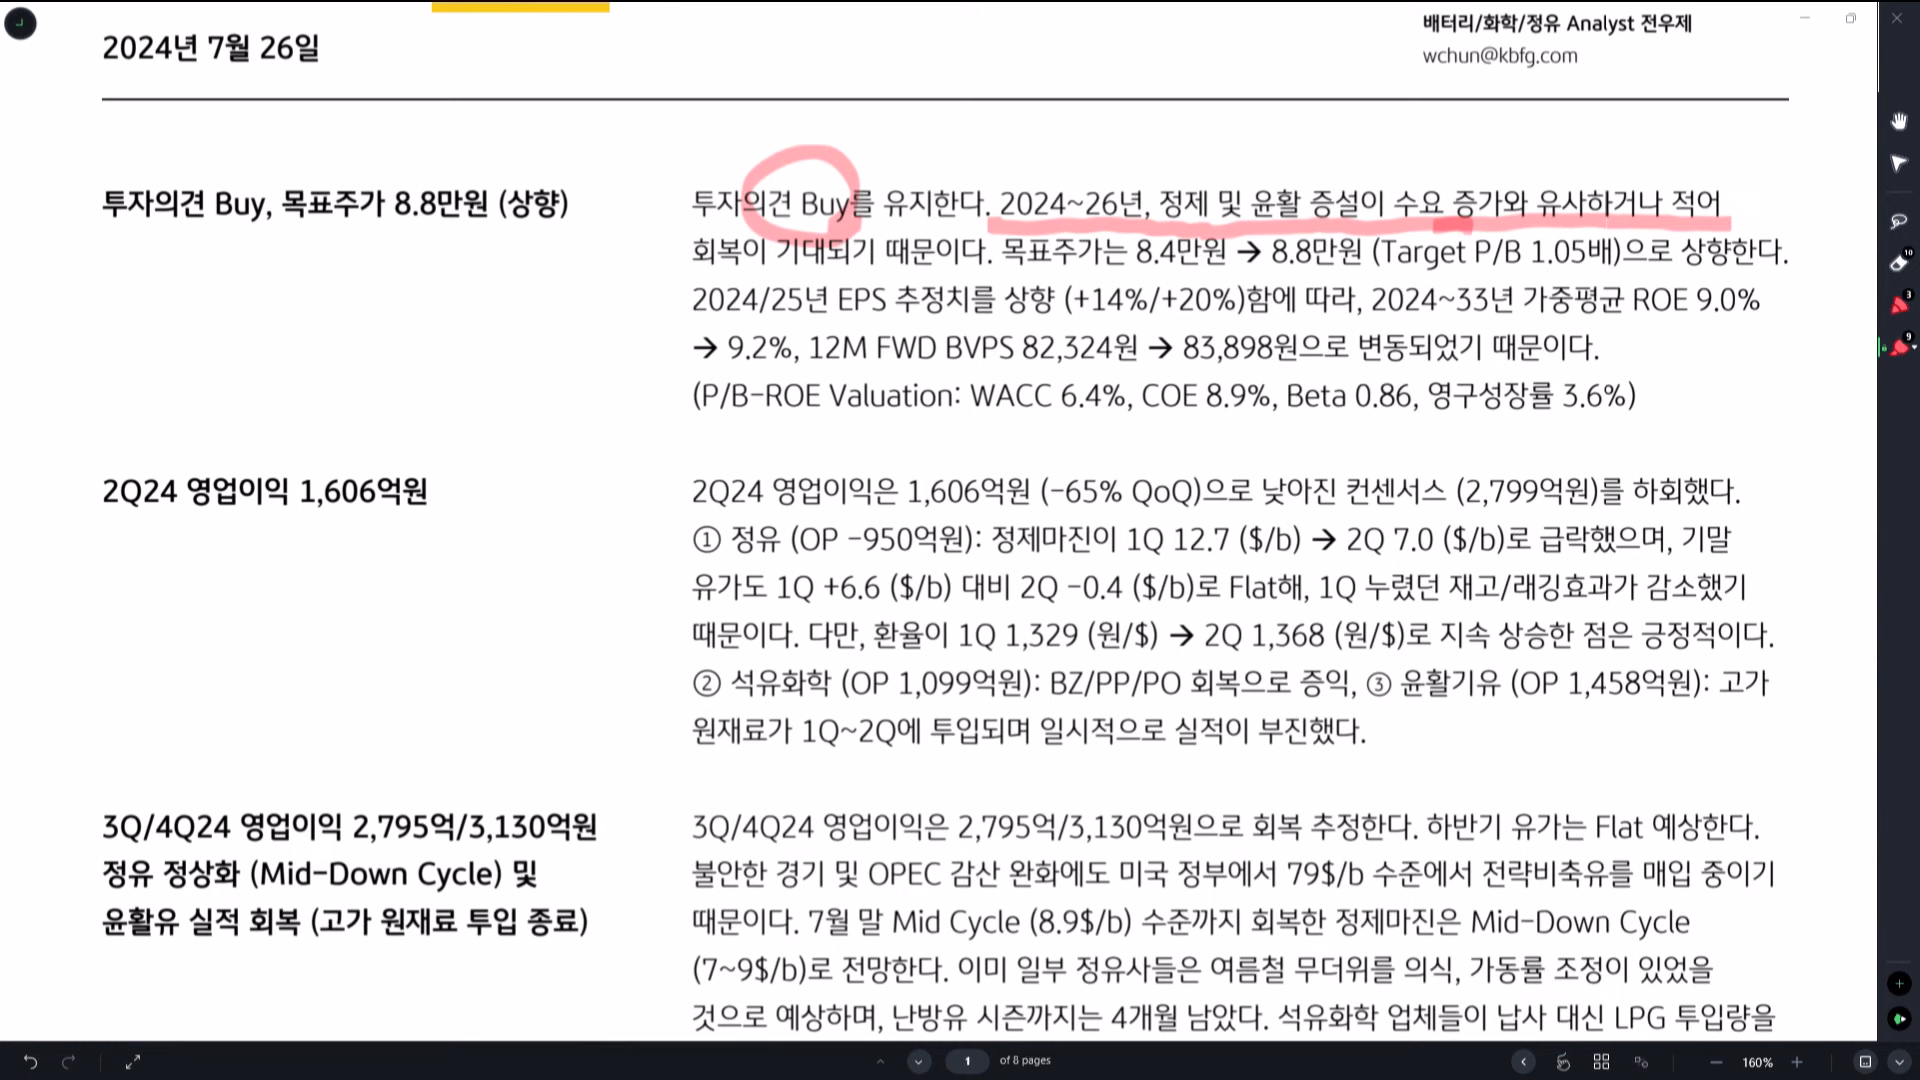 배터리/화학/정유 Analyst 전우제
2024년 7월 26일
wchun@kbfg.com
투자의견 Buy, 목표주가 8.8만원 (상향)
투자의견 Buy를 유지한다. 2024~26년, 정제 및 윤활 증설이 수요 증가와 유사하거나 적어
회복이 기대되기 때문이다. 목표주가는 8.4만원 → 8.8만원 (Target P/B 1.05배)으로 상향한다.
2024/25년 EPS 추정치를 상향 (+14%/+20%)함에 따라, 2024~33년 가중평균 ROE 9.0%
→ 9.2%, 12M FWD BVPS 82,324원 → 83,898원으로 변동되었기 때문이다.
(P/B-ROE Valuation: WACC 6.4%, COE 8.9%, Beta 0.86, 영구성장률 3.6%)
2Q24 영업이익 1,606억원
2Q24 영업이익은 1,606억원 (-65% QoQ)으로 낮아진 컨센서스 (2,799억원)를 하회했다.
① 정유 (OP -950억원): 정제마진이 1Q 12.7 ($/b) → 2Q 7.0 ($/b)로 급락했으며, 기말
유가도 1Q +6.6 ($/b) 대비 2Q -0.4 ($/b)로 Flat해, 1Q 누렸던 재고/래깅효과가 감소했기
때문이다. 다만, 환율이 1Q 1,329 (원/$) → 2Q 1,368 (원/$)로 지속 상승한 점은 긍정적이다.
② 석유화학 (OP 1,099억원): BZ/PP/PO 회복으로 증익, ③ 윤활기유 (OP 1,458억원): 고가
원재료가 1Q~2Q에 투입되며 일시적으로 실적이 부진했다.
3Q/4Q24 영업이익 2,795억/3,130억원
정유 정상화 (Mid-Down Cycle) 및
윤활유 실적 회복 (고가 원재료 투입 종료)
3Q/4Q24 영업이익은 2,795억/3,130억원으로 회복 추정한다. 하반기 유가는 Flat 예상한다.
불안한 경기 및 OPEC 감산 완화에도 미국 정부에서 79$/b 수준에서 전략비축유를 매입 중이기
때문이다. 7월 말 Mid Cycle (8.9$/b) 수준까지 회복한 정제마진은 Mid-Down Cycle
(7~9$/b)로 전망한다. 이미 일부 정유사들은 여름철 무더위를 의식, 가동률 조정이 있었을
것으로 예상하며, 난방유 시즌까지는 4개월 남았다. 석유화학 업체들이 납사 대신 LPG 투입량을
10
3
9
1
of 8 pages
160%